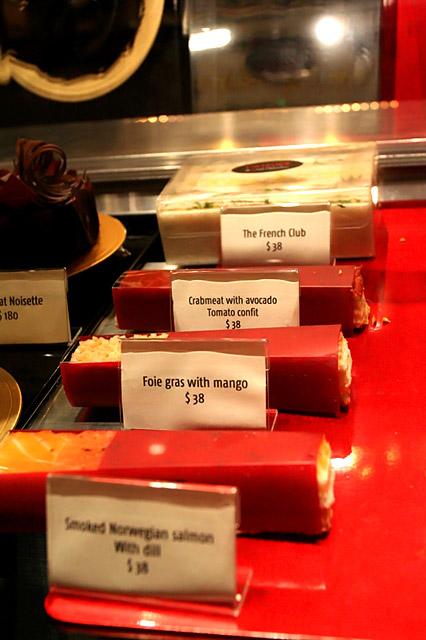 The French Club
$38
Crabmeat with avocado
Tomato confit
$38
at Noisette
$180
Foie gras with mango
$38
Smoked Norwegian salmon
With dill
$38